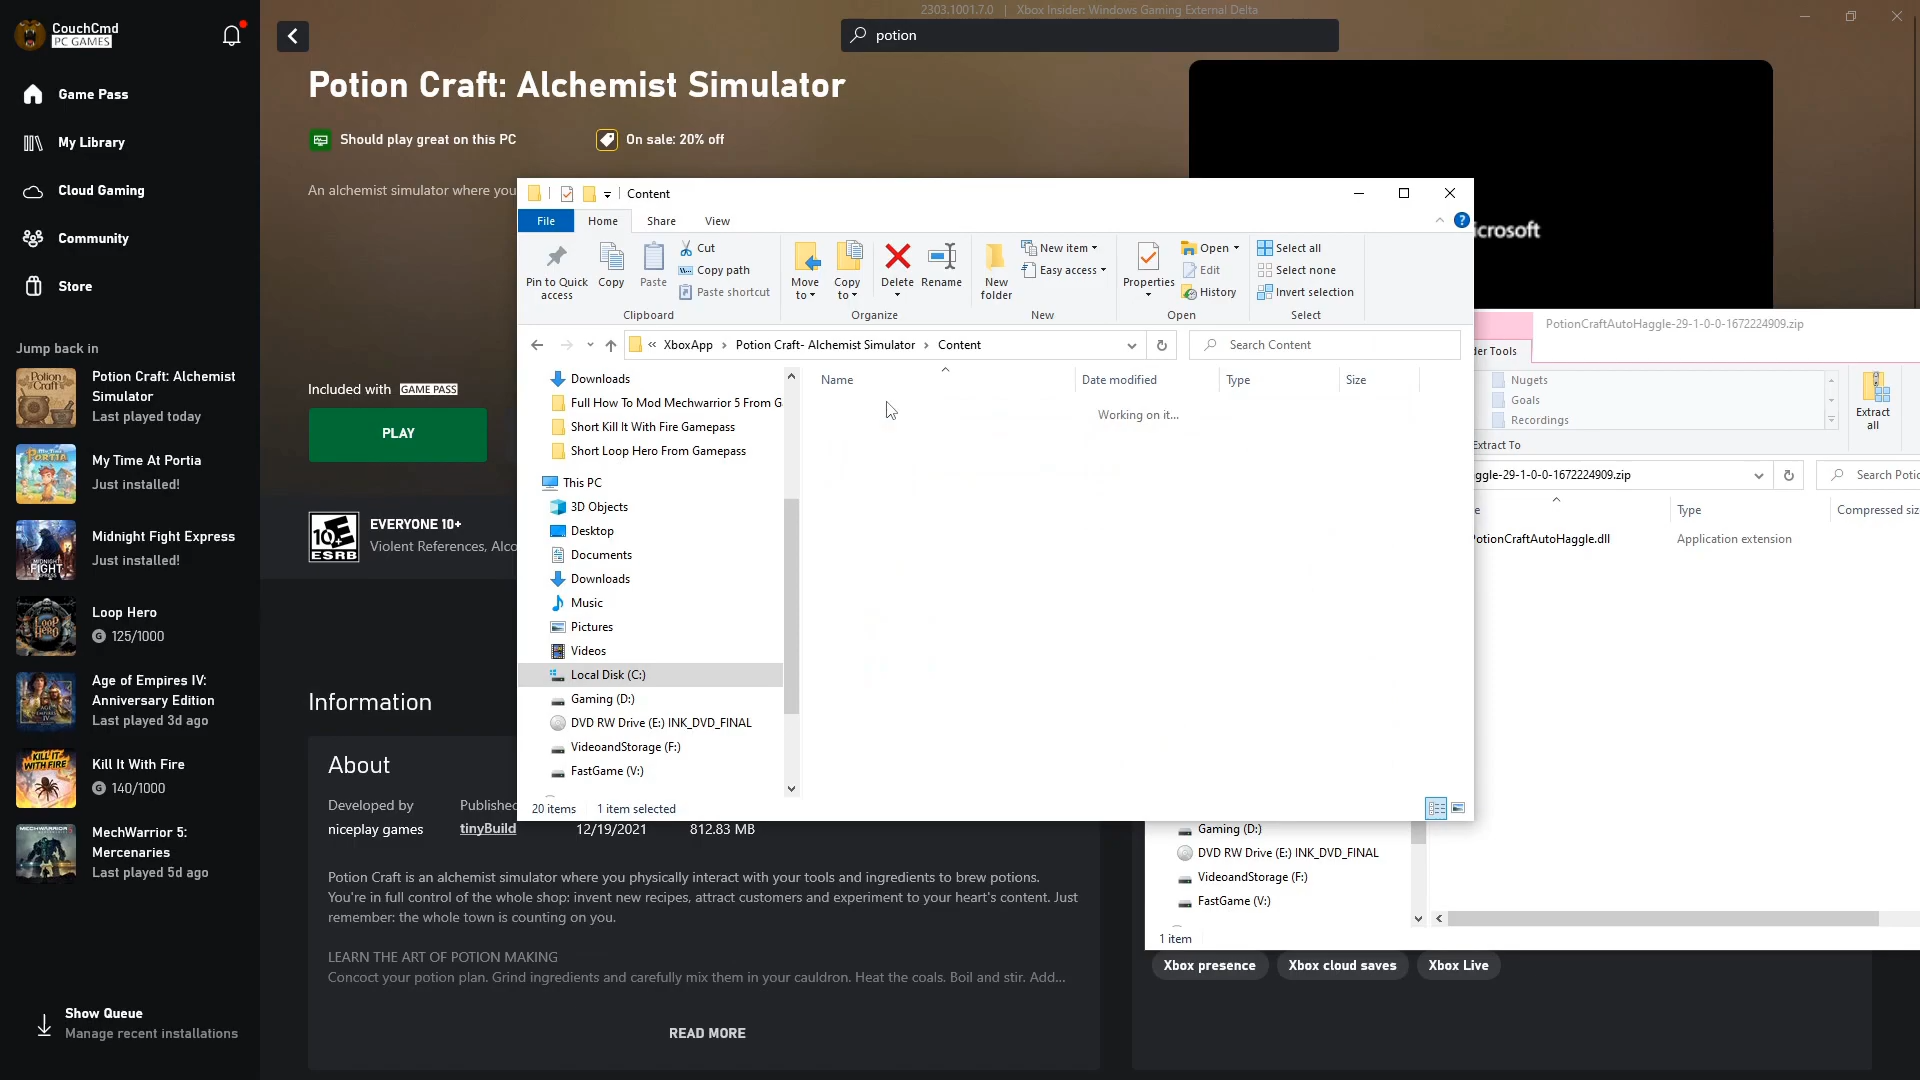 CouchCmd
PC GAMES
2303.1001.7.0 | Xbox Insider: Windows Gaming External Delta
potion
Game Pass
My Library
Cloud Gaming
Community
Store
Jump back in
Potion Craft: Alchemist
Simulator
Last played today
My Time At Portia
Just installed!
Midnight Fight Express
Just installed!
Loop Hero
125/1000
Age of Empires IV:
Anniversary Edition
Last played 3d ago
Kill It With Fire
140/1000
MechWarrior 5:
Mercenaries
Last played 5d ago
Show Queue
Manage recent installations
Potion Craft: Alchemist Simulator
Should play great on this PC
On sale: 20% off
An alchemist simulator where you
icrosoft
Included with GAME PASS
PLAY
EVERYONE 10+
Violent References, Alco
ESRB
Information
About
Developed by
niceplay games
Published
tinyBuild
12/19/2021
812.83 MB
Potion Craft is an alchemist simulator where you physically interact with your tools and ingredients to brew potions.
You're in full control of the whole shop: invent new recipes, attract customers and experiment to your heart's content. Just
remember: the whole town is counting on you.
LEARN THE ART OF POTION MAKING
Concoct your potion plan. Grind ingredients and carefully mix them in your cauldron. Heat the coals. Boil and stir. Add...
READ MORE
Content
File
Home
Share
View
Pin to Quick
access
Copy
Paste
Cut
Copy path
Paste shortcut
Clipboard
Move
to
Copy
to
Delete
Rename
Organize
New
folder
New item
Easy access
New
Properties
Open
Edit
History
Open
Select all
Select none
Invert selection
Select
« XboxApp › Potion Craft- Alchemist Simulator › Content
Search Content
Downloads
Full How To Mod Mechwarrior 5 From G
Short Kill It With Fire Gamepass
Short Loop Hero From Gamepass
This PC
3D Objects
Desktop
Documents
Downloads
Music
Pictures
Videos
Local Disk (C:)
Gaming (D:)
DVD RW Drive (E:) INK_DVD_FINAL
VideoandStorage (F:)
FastGame (V:)
Name
Date modified
Type
Size
Working on it...
20 items
1 item selected
PotionCraftAutoHaggle-29-1-0-0-1672224909.zip
der Tools
Nugets
Goals
Recordings
Extract
all
Extract To
ggle-29-1-0-0-1672224909.zip
Search Potic
Type
Compressed siz
PotionCraftAutoHaggle.dll
Application extension
Gaming (D:)
DVD RW Drive (E:) INK_DVD_FINAL
VideoandStorage (F:)
FastGame (V:)
1 item
Xbox presence
Xbox cloud saves
Xbox Live